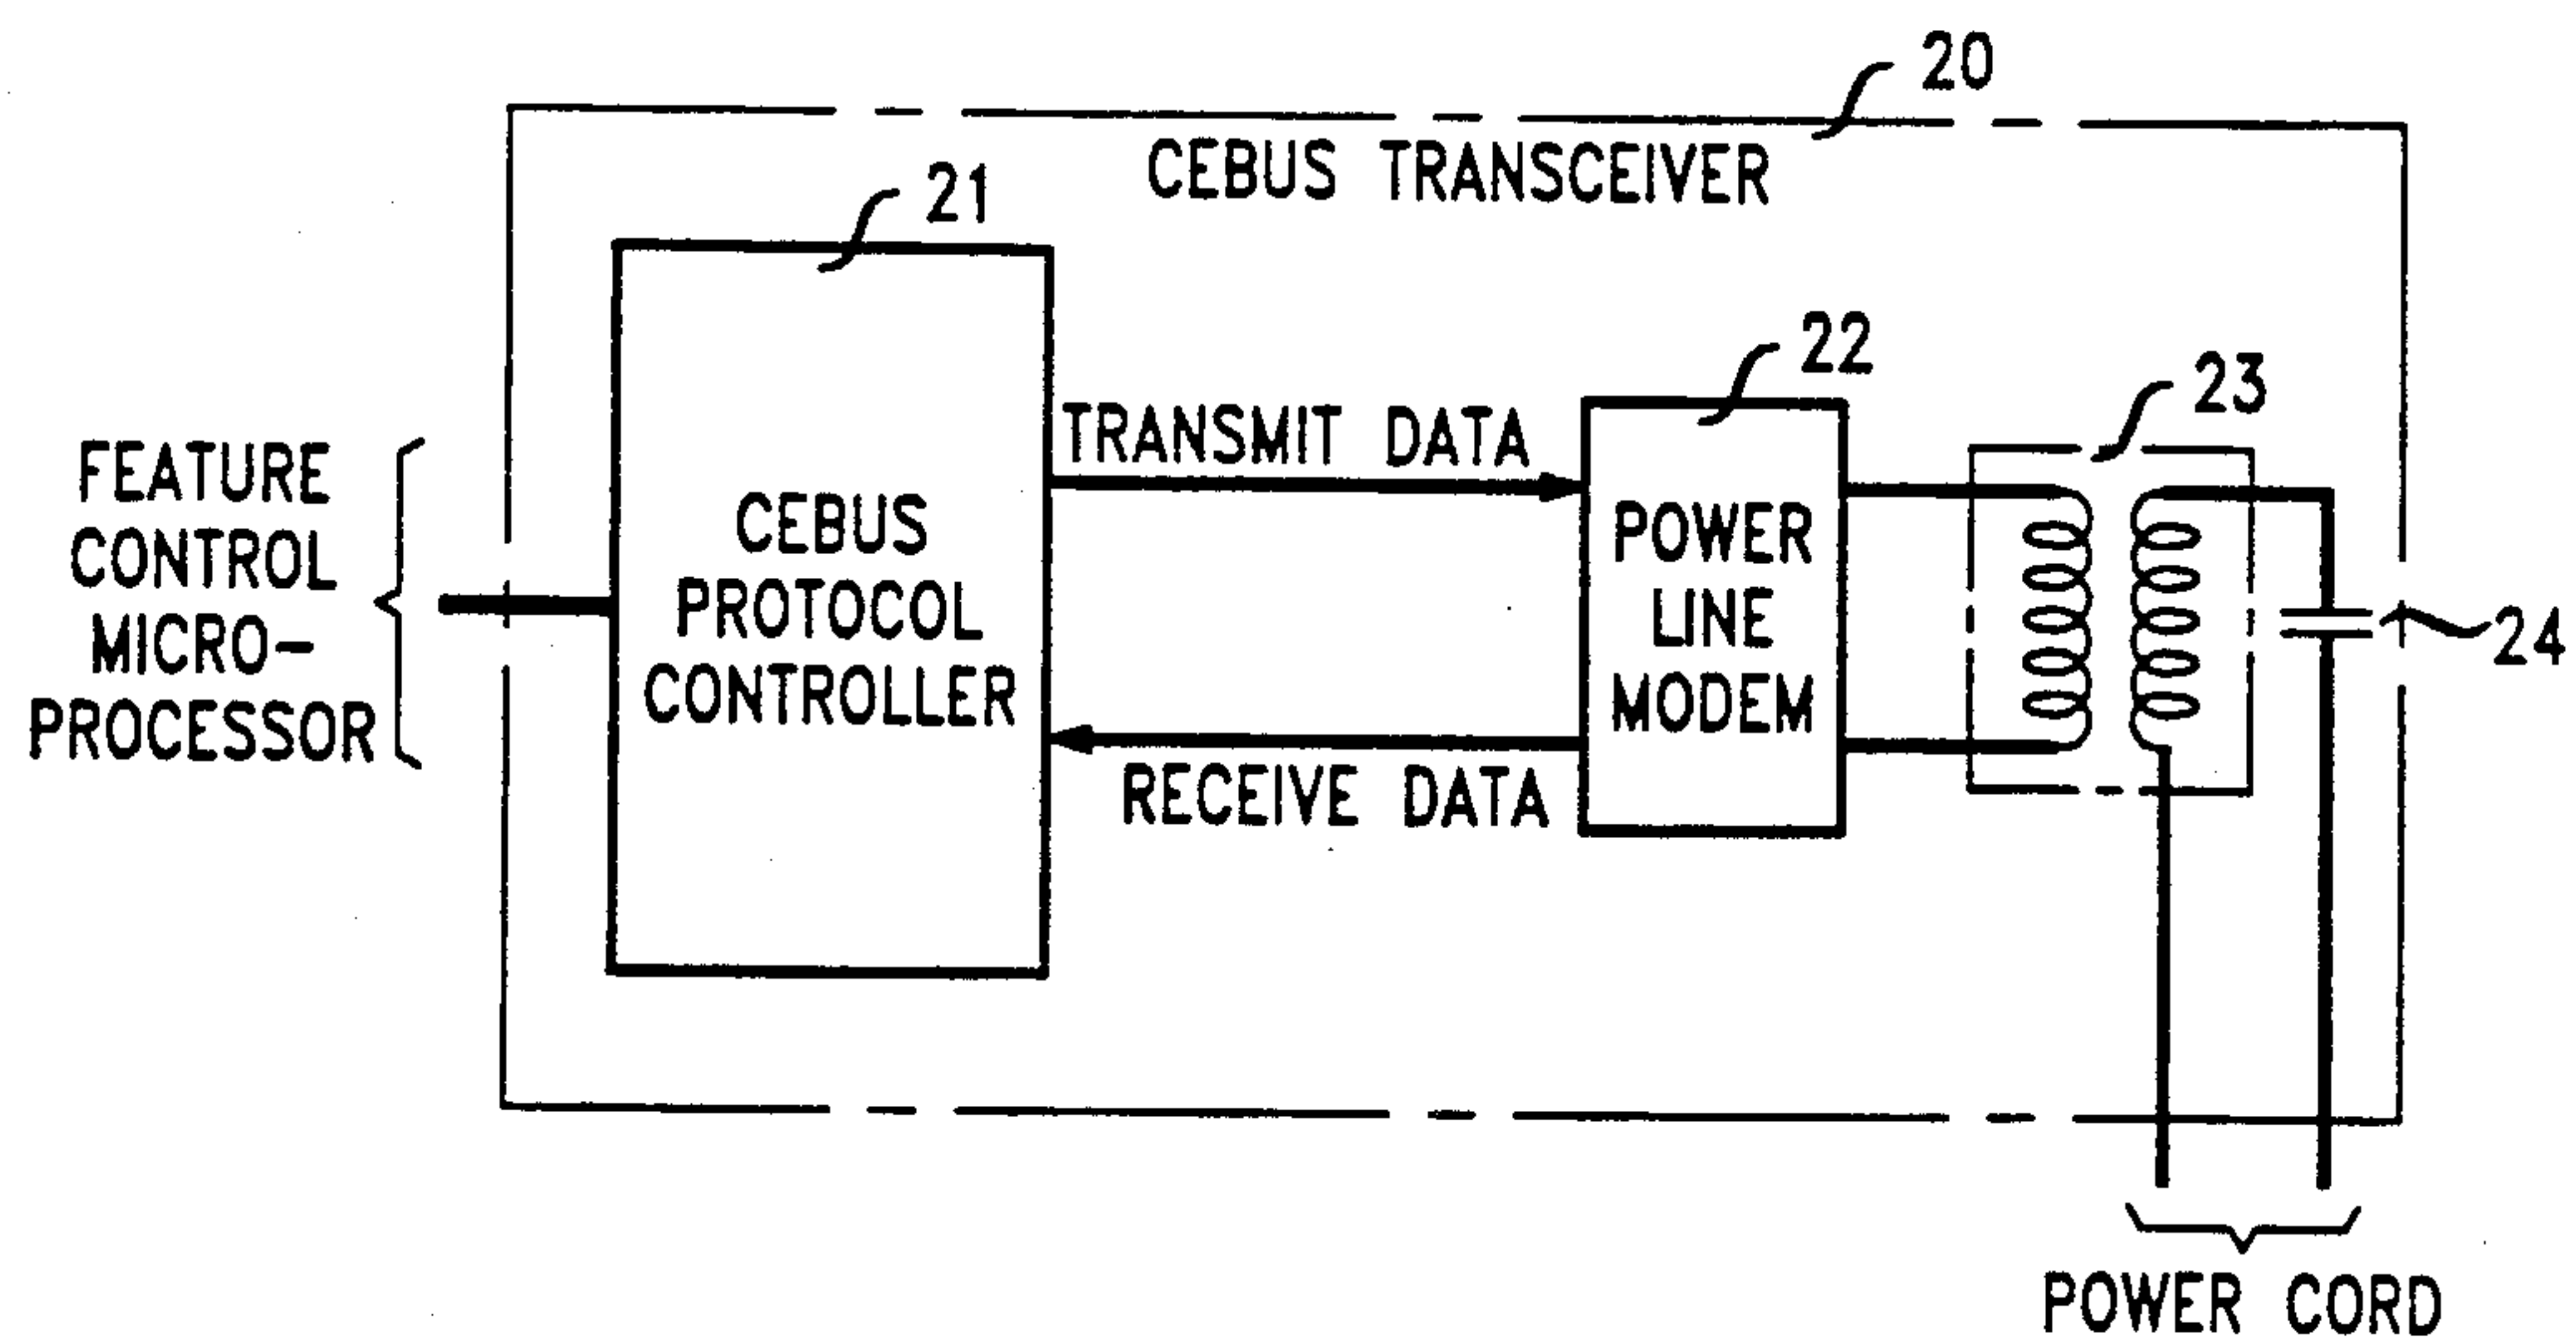 20
CEBUS TRANSCEIVER
21
22
23
24
FEATURE
CONTROL
MICRO-
PROCESSOR
CEBUS
PROTOCOL
CONTROLLER
TRANSMIT DATA
RECEIVE DATA
POWER
LINE
MODEM
POWER CORD